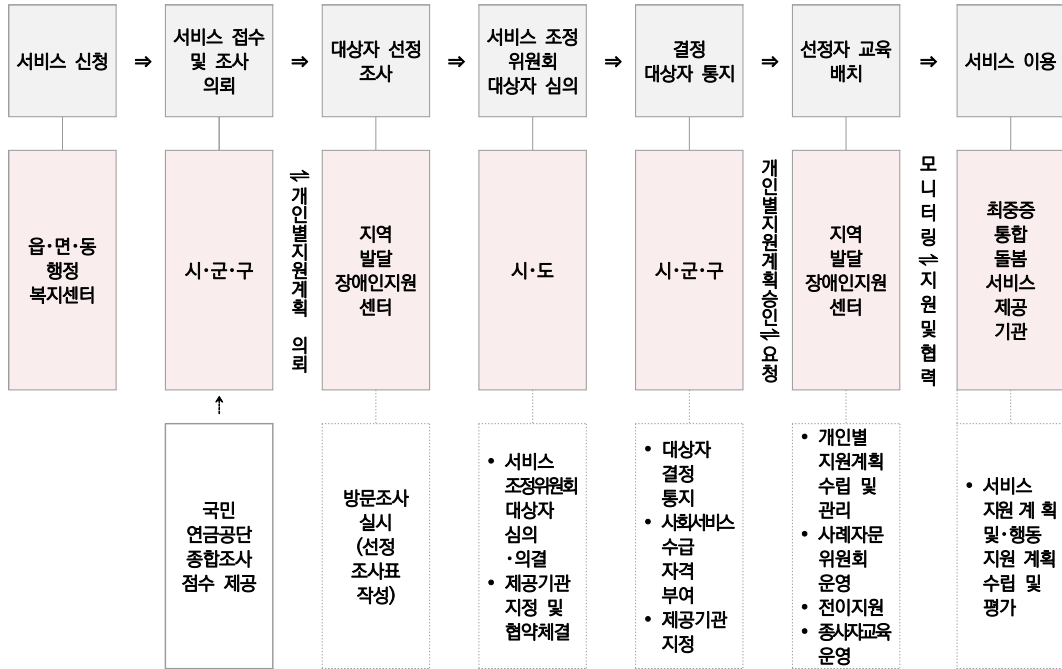 서비스 신청
⇒
서비스 접수
및 조사
의뢰
⇒
대상자 선정
조사
⇒
서비스 조정
위원회
대상자 심의
⇒
결정
대상자 통지
⇒
선정자 교육
배치
⇒
서비스 이용
읍·면·동
행정
복지센터
시·군·구
⇌ 개인별지원계획 의뢰
지역
발달
장애인지원
센터
시·도
시·군·구
개인별지원계획승인⇌요청
지역
발달
장애인지원
센터
모니터링⇌지원및협력
최중증
통합
돌봄
서비스
제공
기관
국민
연금공단
종합조사
점수 제공
방문조사
실시
(선정
조사표
작성)
• 서비스
조정위원회
대상자
심의
·의결
• 제공기관
지정 및
협약체결
• 대상자
결정
통지
• 사회서비스
수급
자격
부여
• 제공기관
지정
• 개인별
지원계획
수립 및
관리
• 사례자문
위원회
운영
• 전이지원
• 종사자교육
운영
• 서비스
지원 계 획
및·행동
지원 계획
수립 및
평가